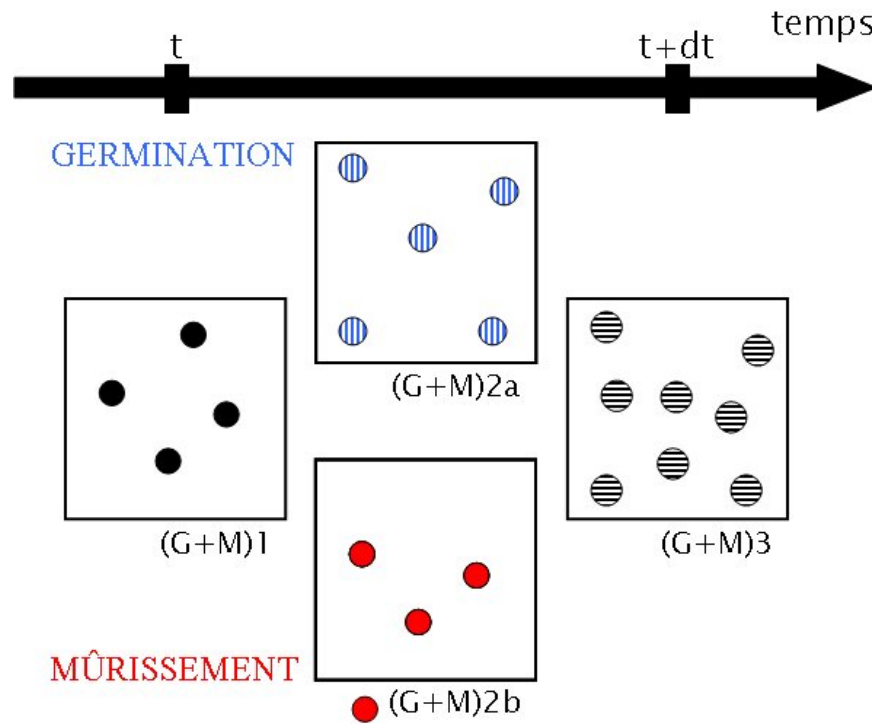 temps
t
t+dt
GERMINATION
(G+M)2a
(G+M)1
(G+M)3
MÛRISSEMENT
(G+M)2b